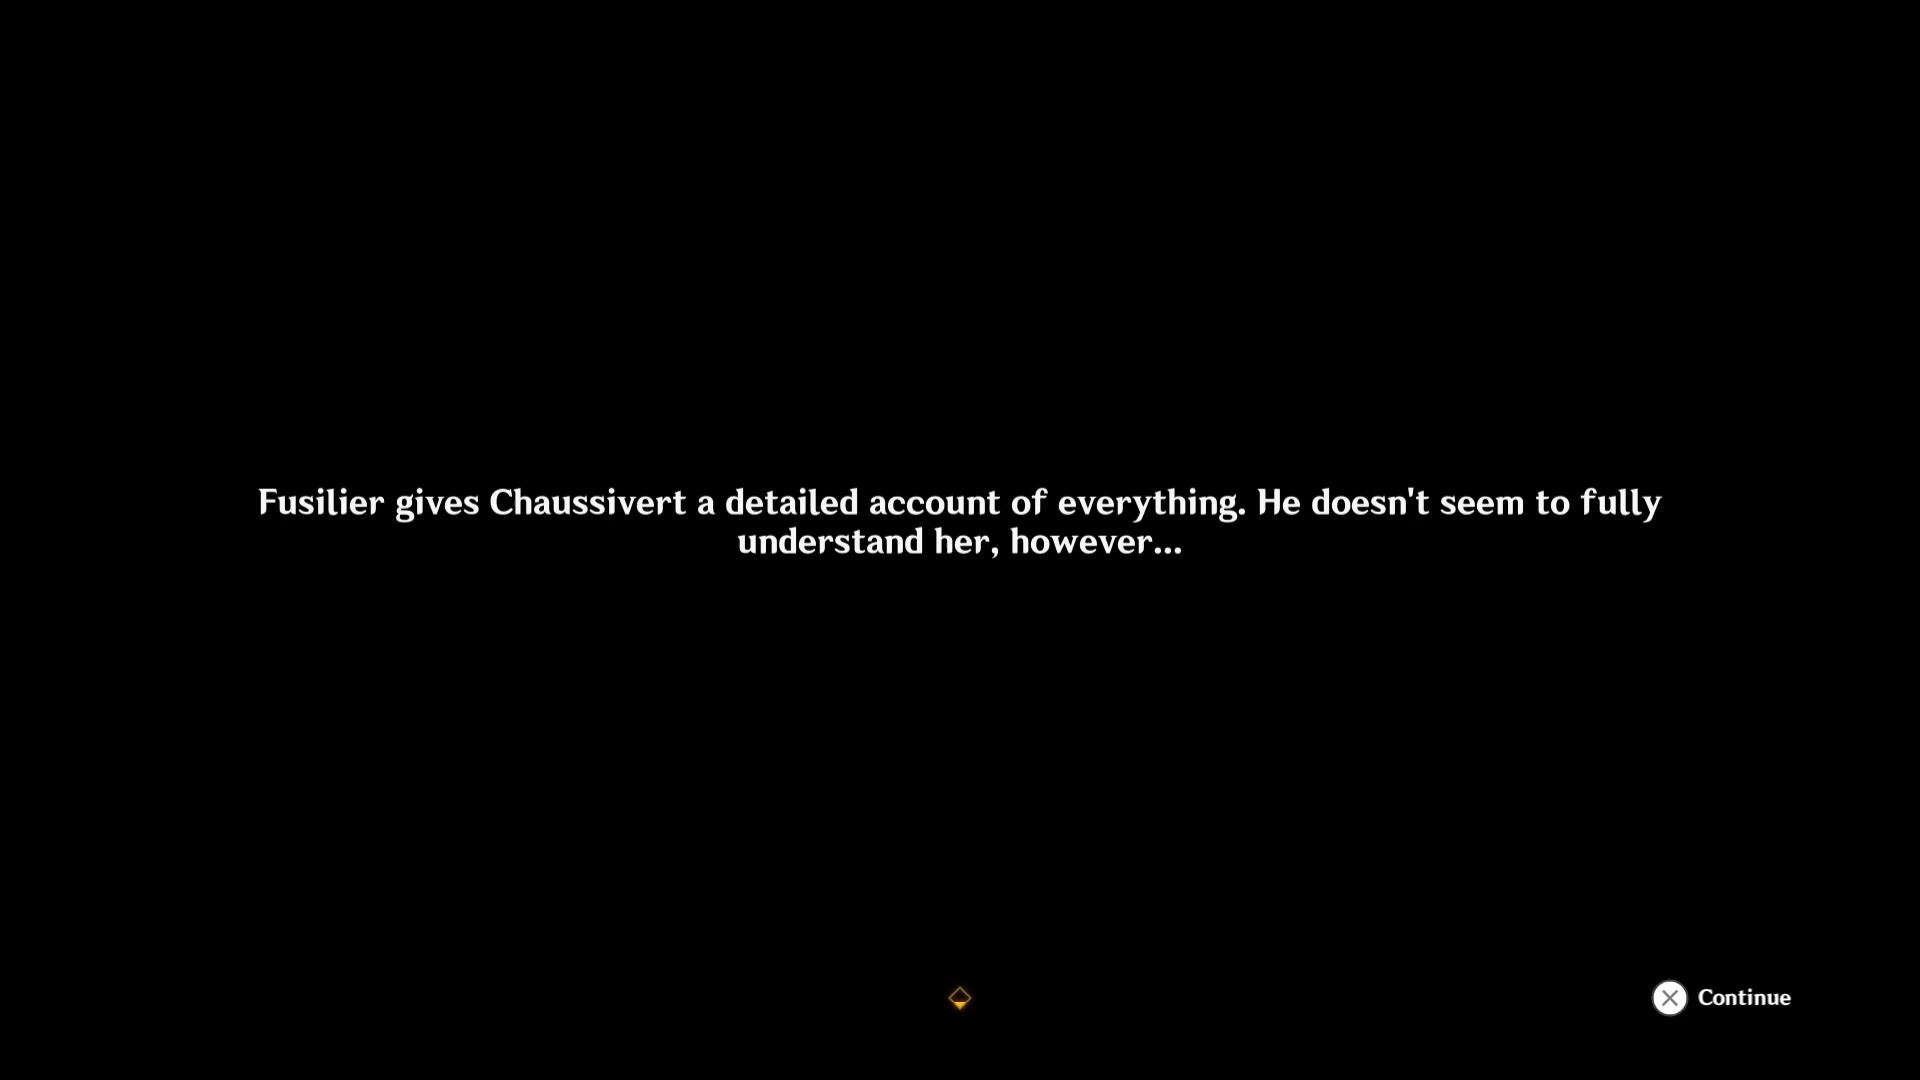 Fusilier gives Chaussivert a detailed account of everything. He doesn't seem to fully
understand her, however...
Continue